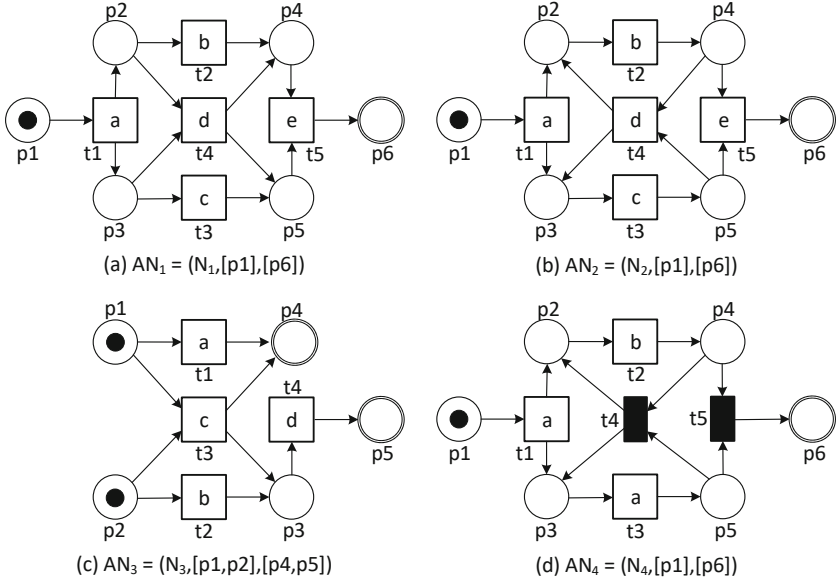 p2 p4 p2 p4
b b
t2 t2
a d e a d e
p1 t1 t4 t5 p6 p1 t1 t4 t5 p6
c c
p3 t3 p5 p3 t3 p5
(a) AN1 = (N1,[p1],[p6]) (b) AN2 = (N2,[p1],[p6])
p1 p4 p2 p4
a b
t1 t4 t2
c d a t4 t5
t3 p5 p1 t1 p6
b a
p2 t2 p3 p3 t3 p5
(c) AN3 = (N3,[p1,p2],[p4,p5]) (d) AN4 = (N4,[p1],[p6])